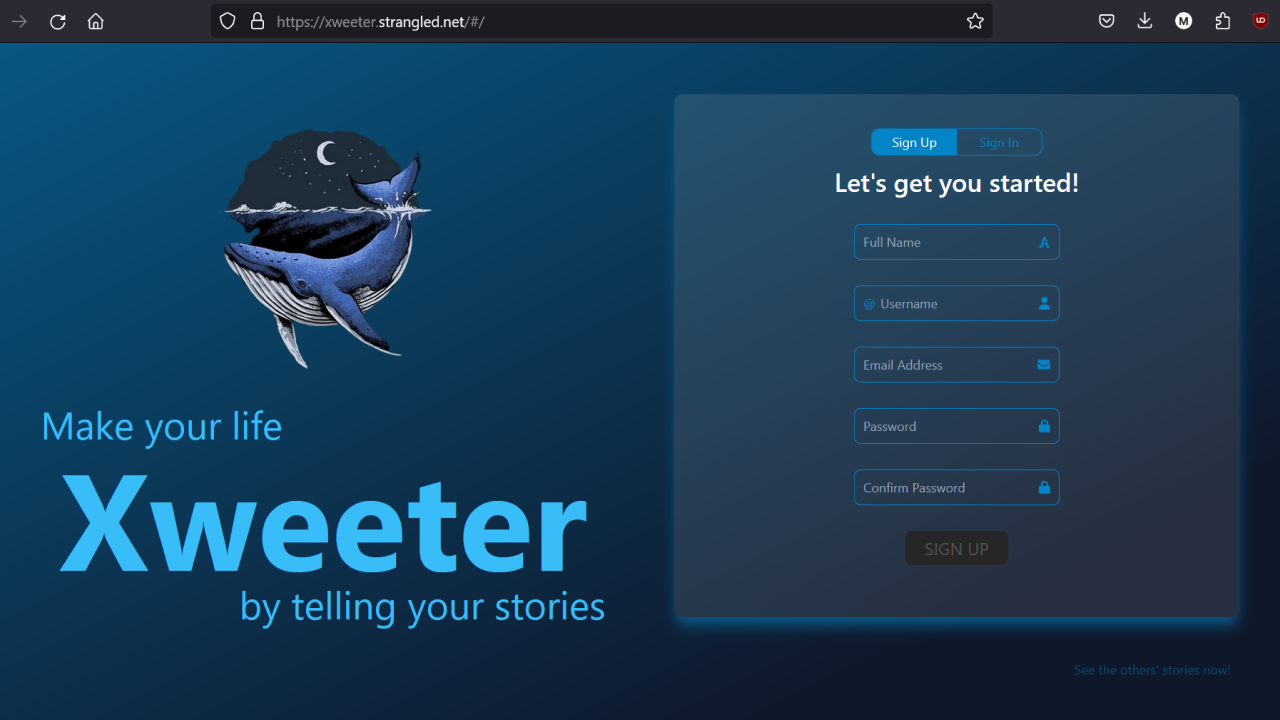 https://xweeter.strangled.net/#/
M
Make your life
Xweeter
by telling your stories
Sign Up
Sign In
Let's get you started!
Full Name
A
@ Username
Email Address
Password
Confirm Password
SIGN UP
See the others' stories now!